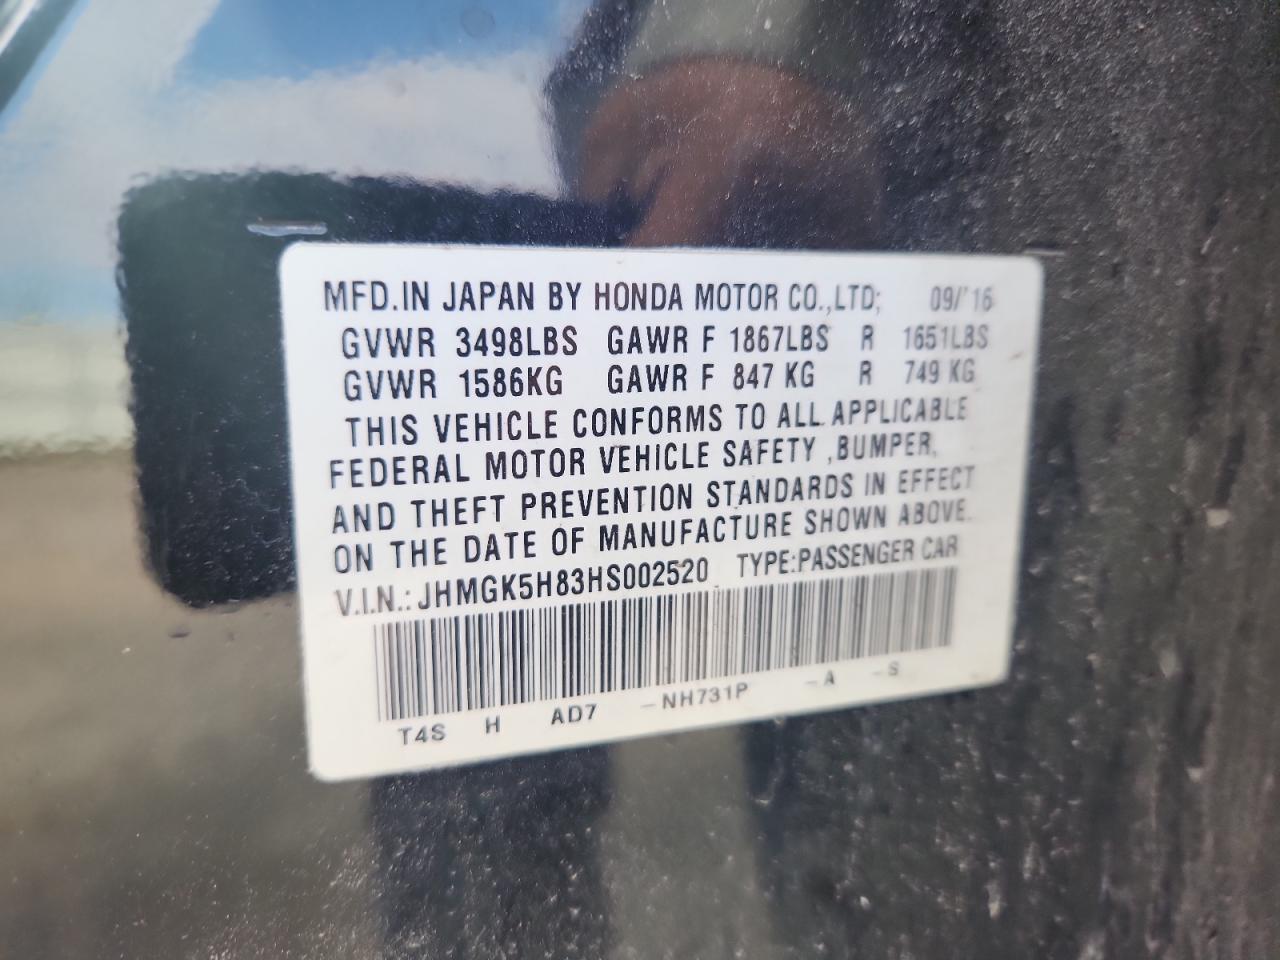 MFD.IN JAPAN BY HONDA MOTOR CO.,LTD; 09/'16
GVWR 3498LBS GAWR F 1867LBS R 1651LBS
GVWR 1586KG GAWR F 847 KG R 749 KG
THIS VEHICLE CONFORMS TO ALL APPLICABLE
FEDERAL MOTOR VEHICLE SAFETY ,BUMPER,
AND THEFT PREVENTION STANDARDS IN EFFECT
ON THE DATE OF MANUFACTURE SHOWN ABOVE.
V.I.N.: JHMGK5H83HS002520 TYPE:PASSENGER CAR
T4S H AD7 -NH731P -A -S